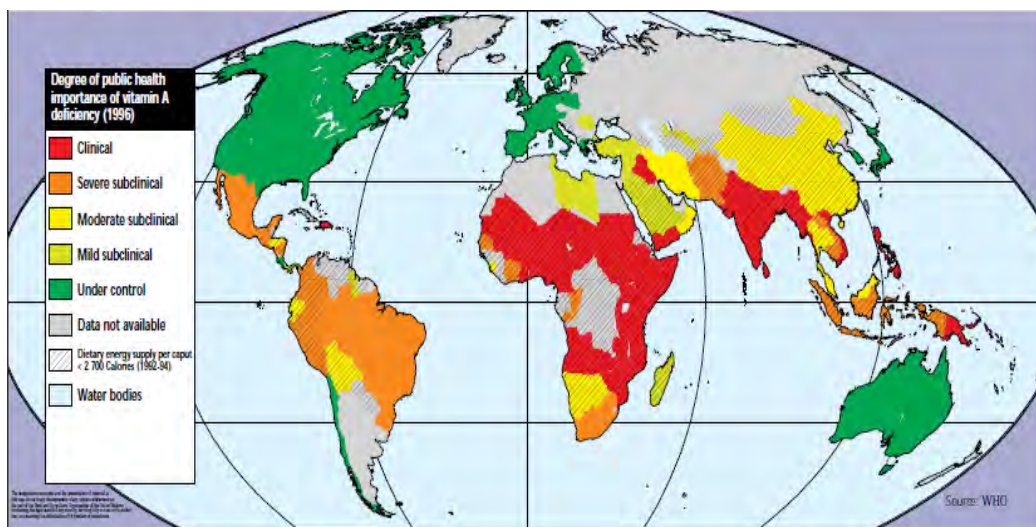 Degree of public health
importance of vitamin A
deficiency (1996)
Clinical
Severe subclinical
Moderate subclinical
Mild subclinical
Under control
Data not available
Dietary energy supply per caput
< 2 700 Calories (1992-94)
Water bodies
Source: WHO